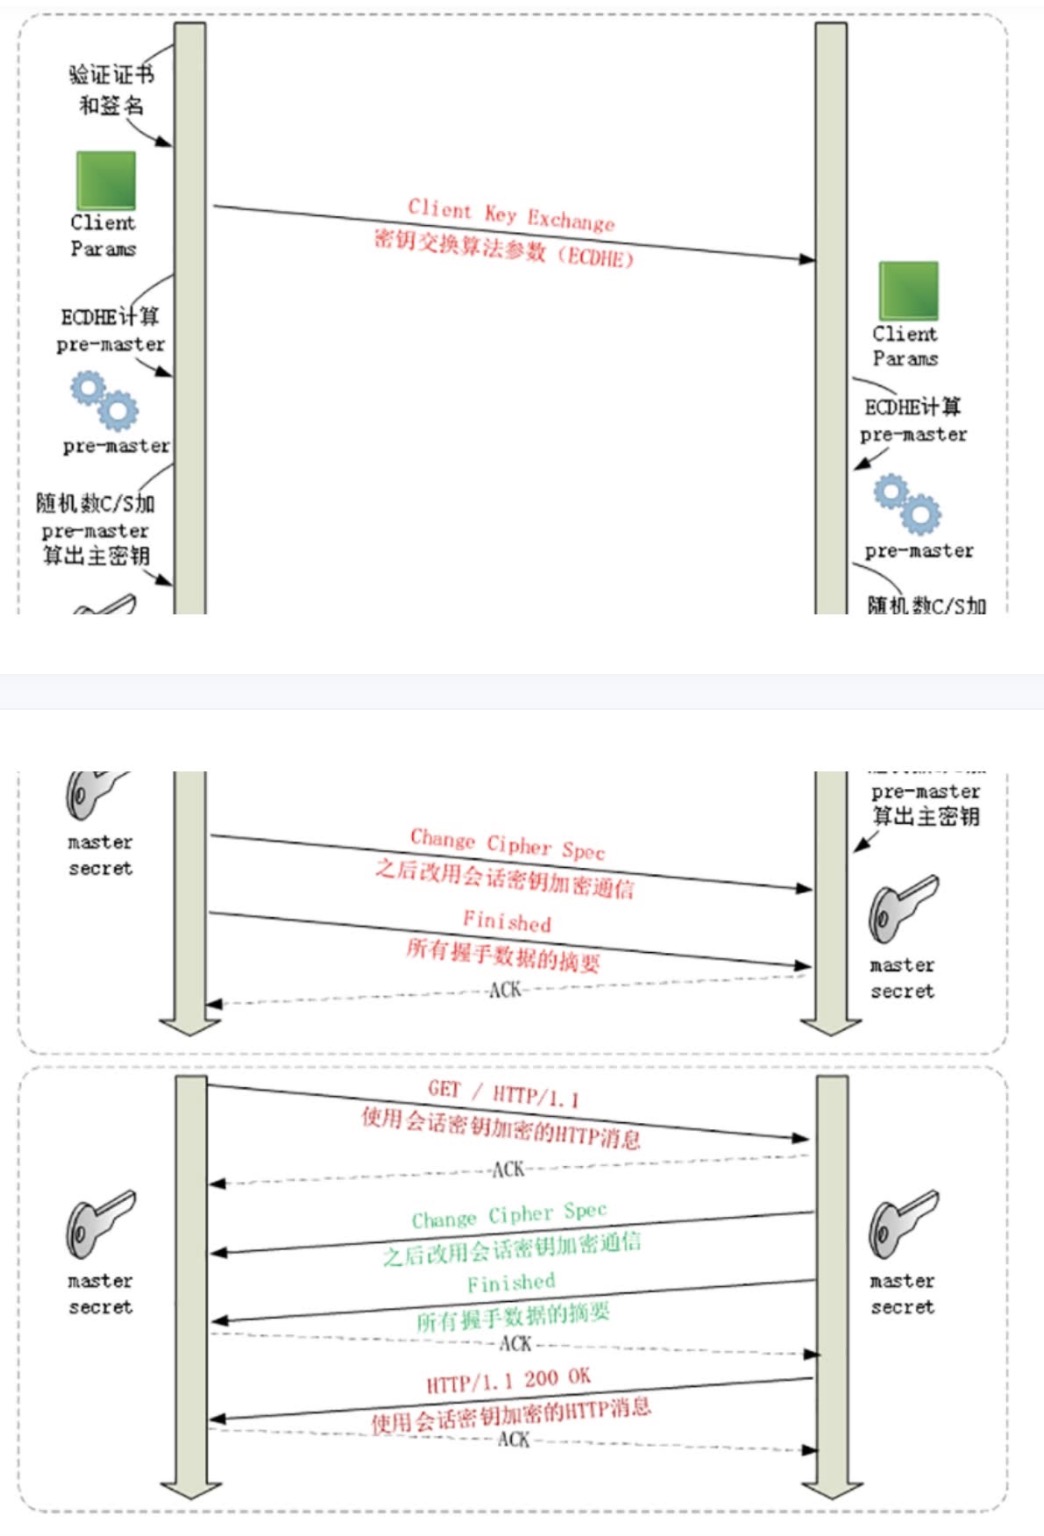 验证证书
和签名
Client
Params
Client Key Exchange
密钥交换算法参数（ECDHE）
Client
Params
ECDHE计算
pre-master
pre-master
ECDHE计算
pre-master
pre-master
随机数C/S加
pre-master
算出主密钥
随机数C/S加
pre-master
算出主密钥
master
secret
Change Cipher Spec
之后改用会话密钥加密通信
Finished
所有握手数据的摘要
ACK
master
secret
GET / HTTP/1.1
使用会话密钥加密的HTTP消息
ACK
Change Cipher Spec
之后改用会话密钥加密通信
master
secret
master
secret
Finished
所有握手数据的摘要
ACK
HTTP/1.1 200 OK
使用会话密钥加密的HTTP消息
ACK